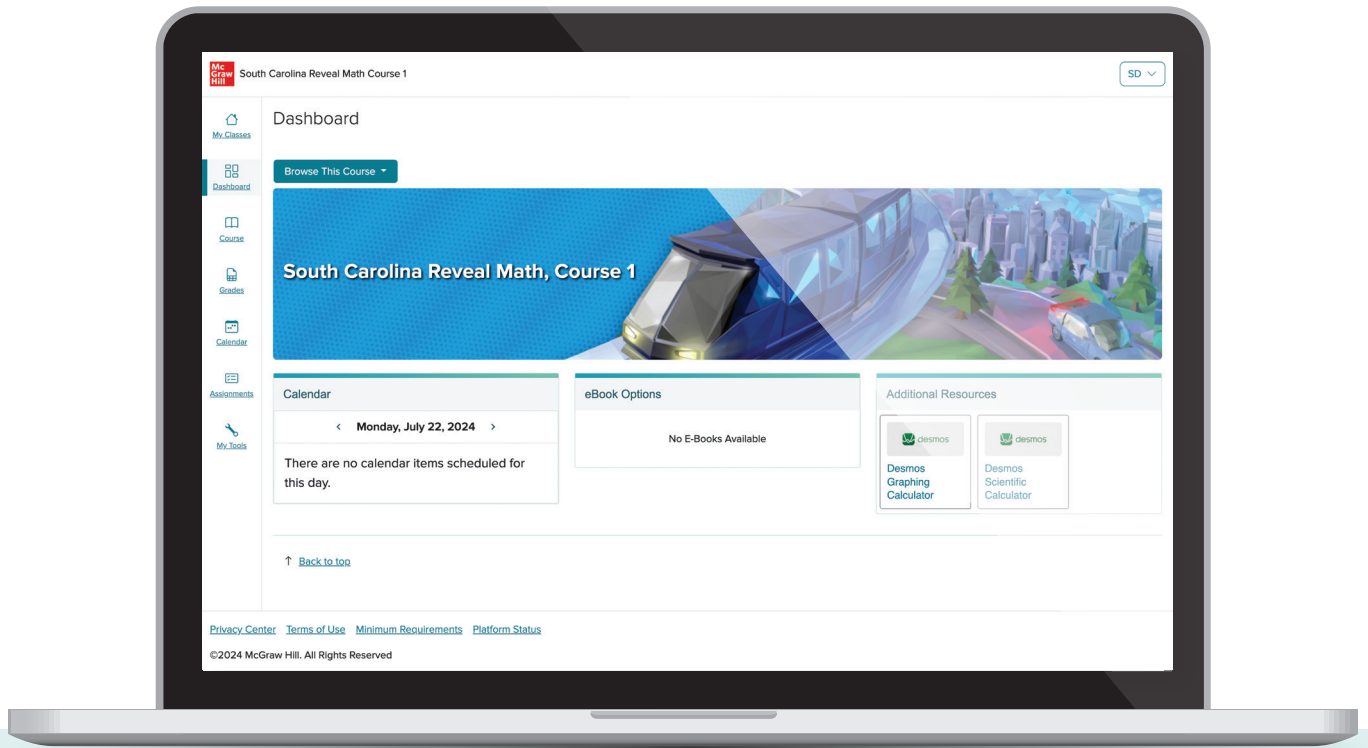 Mc
Graw
Hill
South Carolina Reveal Math Course 1
SD
My Classes
Dashboard
Course
Grades
Calendar
Assignments
My Tools
Dashboard
Browse This Course
South Carolina Reveal Math, Course 1
Calendar
Monday, July 22, 2024
There are no calendar items scheduled for
this day.
eBook Options
No E-Books Available
Additional Resources
desmos
Desmos
Graphing
Calculator
desmos
Desmos
Scientific
Calculator
Back to top
Privacy Center Terms of Use Minimum Requirements Platform Status
©2024 McGraw Hill. All Rights Reserved